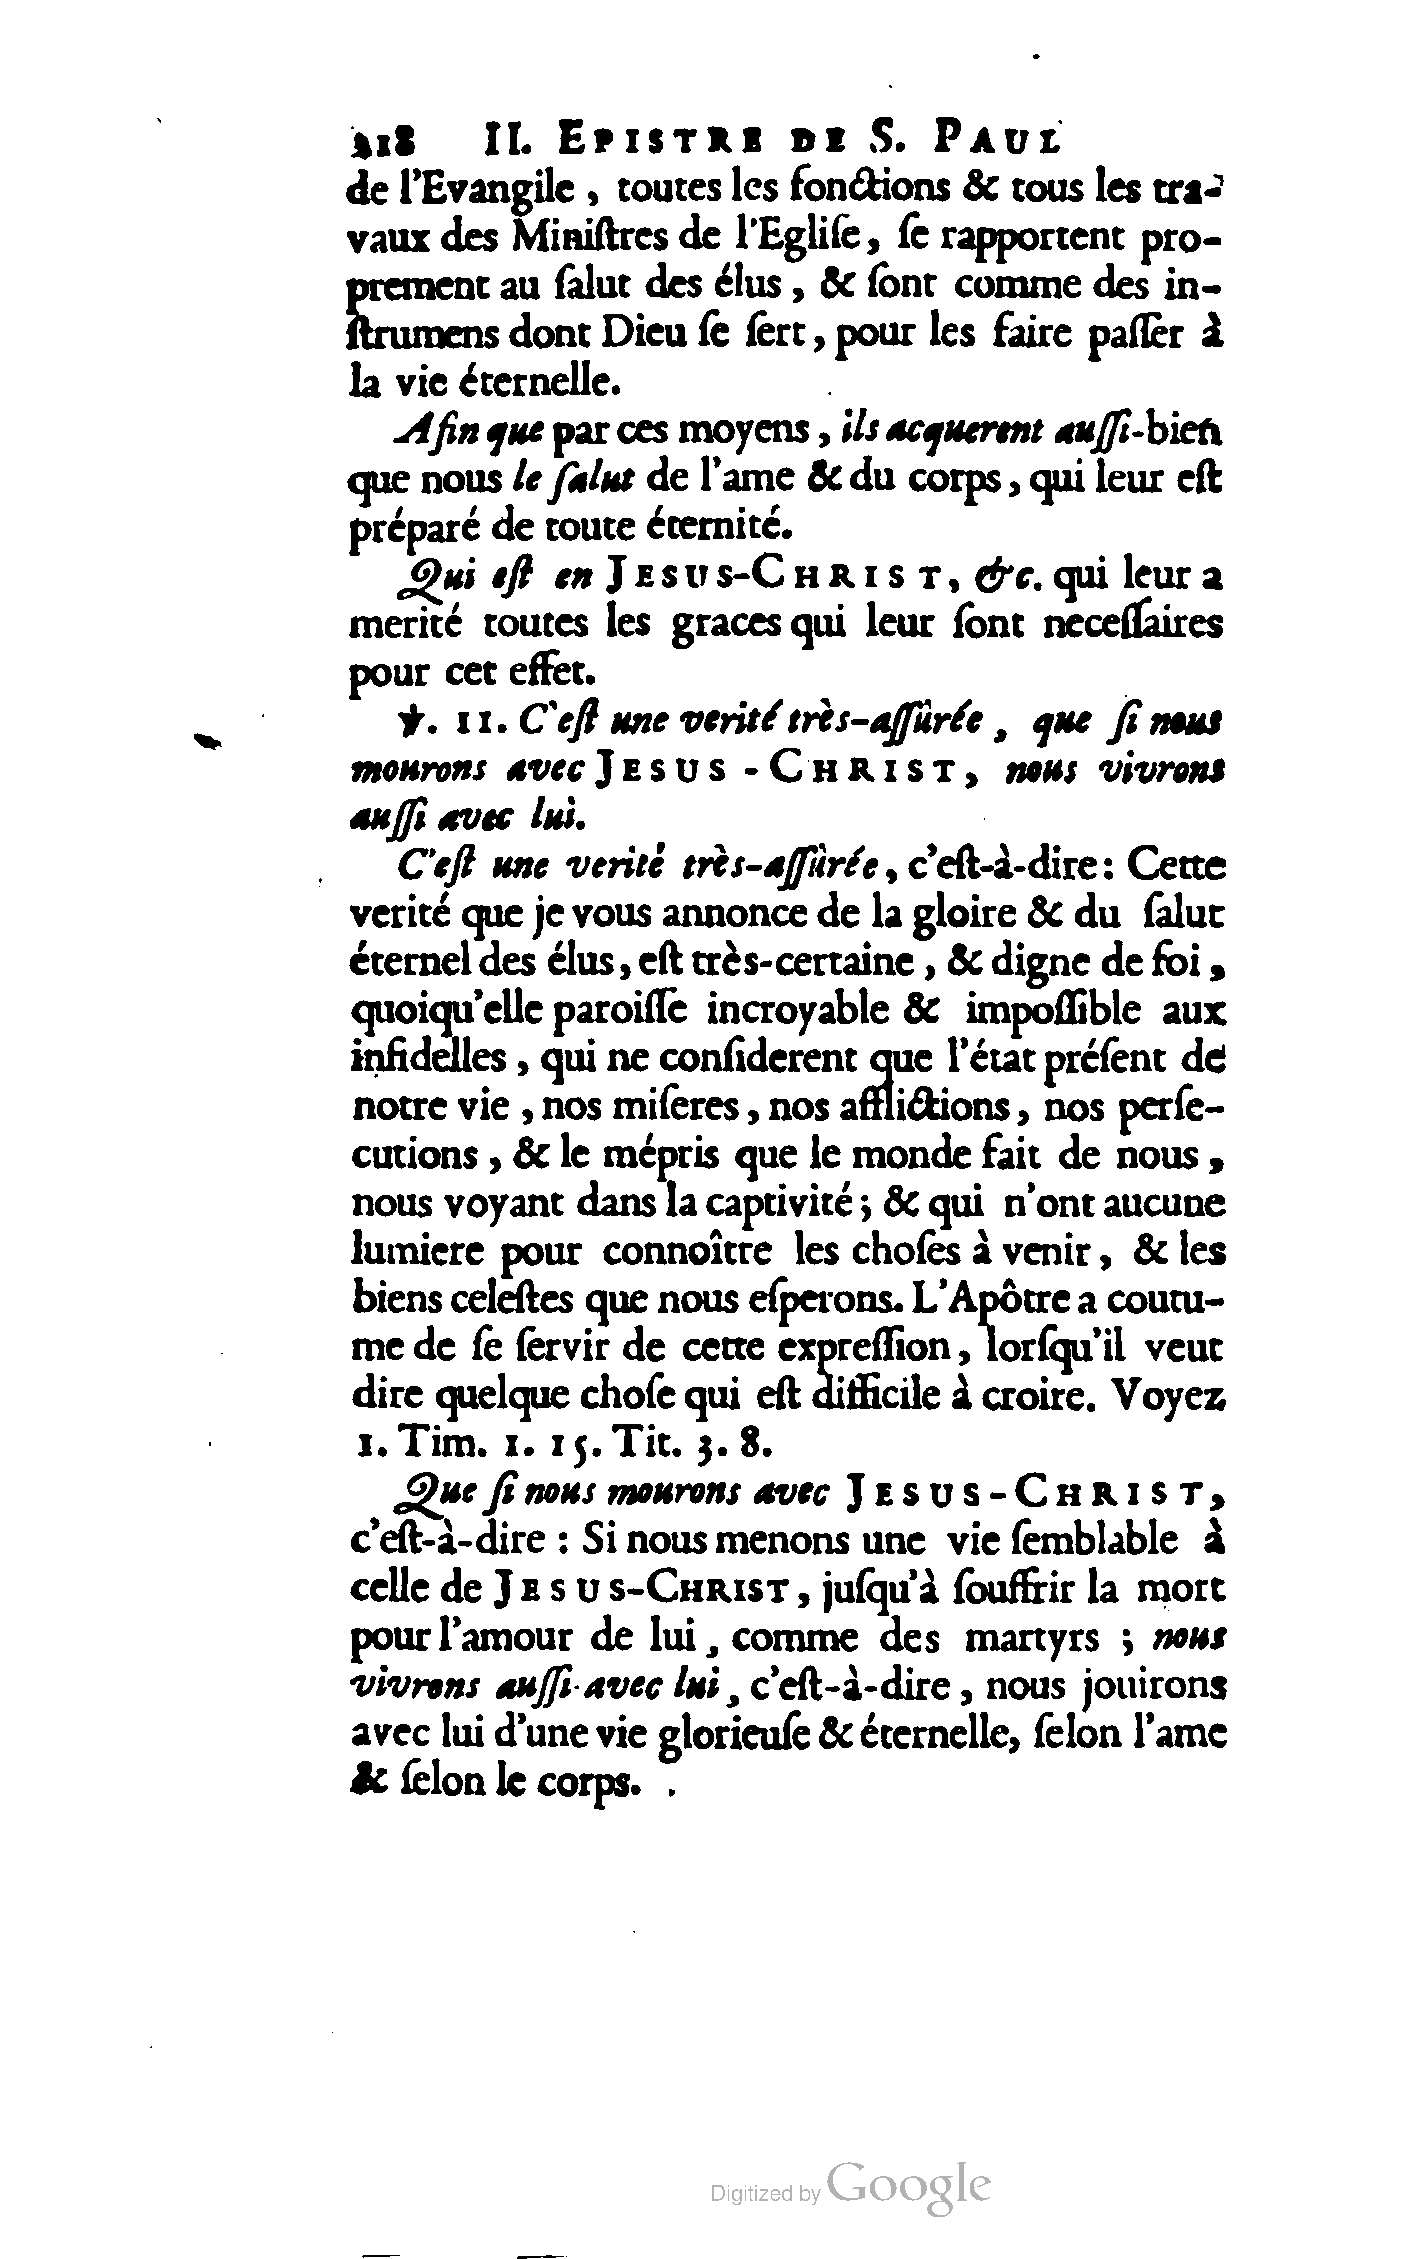 218 II. EPISTRE DE S. PAUL
de l'Evangile, toutes les fonctions & tous les tra-
vaux des Miniſtres de l'Egliſe, ſe rapportent pro-
prement au ſalut des élus, & ſont comme des in-
ſtrumens dont Dieu ſe ſert, pour les faire paſſer à
la vie éternelle.
Afin que par ces moyens, ils acquerent auſſi-bien
que nous le ſalut de l'ame & du corps, qui leur eſt
préparé de toute éternité.
Qui eſt en JESUS-CHRIST, &c. qui leur a
merité toutes les graces qui leur ſont neceſſaires
pour cet effet.
℣. 11. C'eſt une verité très-aſſûrée, que ſi nous
mourons avec JESUS-CHRIST, nous vivrons
auſſi avec lui.
C'eſt une verité très-aſſûrée, c'eſt-à-dire: Cette
verité que je vous annonce de la gloire & du ſalut
éternel des élus, eſt très-certaine, & digne de foi,
quoiqu'elle paroiſſe incroyable & impoſſible aux
infidelles, qui ne conſiderent que l'état préſent de
notre vie, nos miſeres, nos afflictions, nos perſe-
cutions, & le mépris que le monde fait de nous,
nous voyant dans la captivité; & qui n'ont aucune
lumiere pour connoître les choſes à venir, & les
biens celeſtes que nous eſperons. L'Apôtre a coutu-
me de ſe ſervir de cette expreſſion, lorſqu'il veut
dire quelque choſe qui eſt difficile à croire. Voyez
1. Tim. 1. 15. Tit. 3. 8.
Que ſi nous mourons avec JESUS-CHRIST,
c'eſt-à-dire : Si nous menons une vie ſemblable à
celle de JESUS-CHRIST, juſqu'à ſouffrir la mort
pour l'amour de lui, comme des martyrs ; nous
vivrons auſſi avec lui, c'eſt-à-dire, nous jouirons
avec lui d'une vie glorieuſe & éternelle, ſelon l'ame
& ſelon le corps.
Digitized by Google